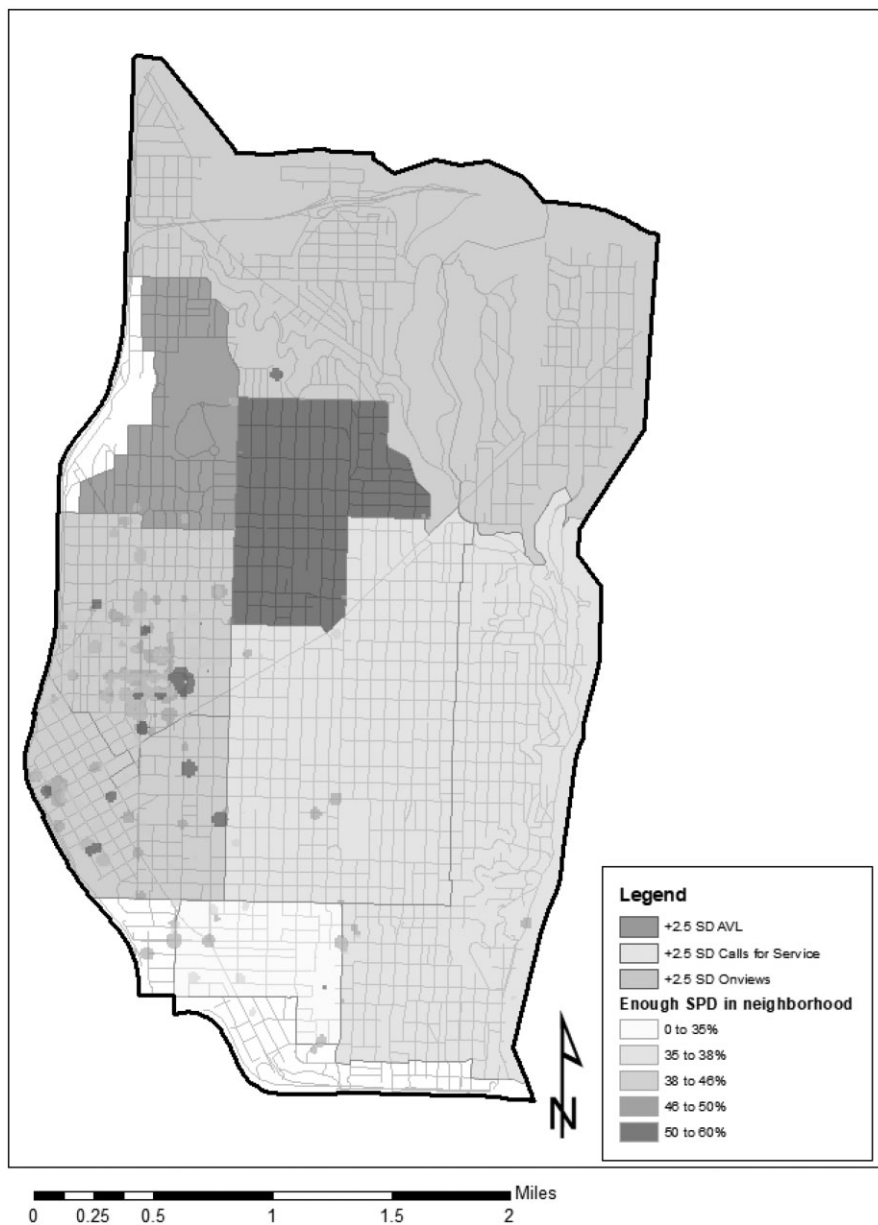 Legend
+2.5 SD AVL
+2.5 SD Calls for Service
+2.5 SD Onviews
Enough SPD in neighborhood
0 to 35%
35 to 38%
38 to 46%
46 to 50%
50 to 60%
N
Miles
0 0.25 0.5 1 1.5 2